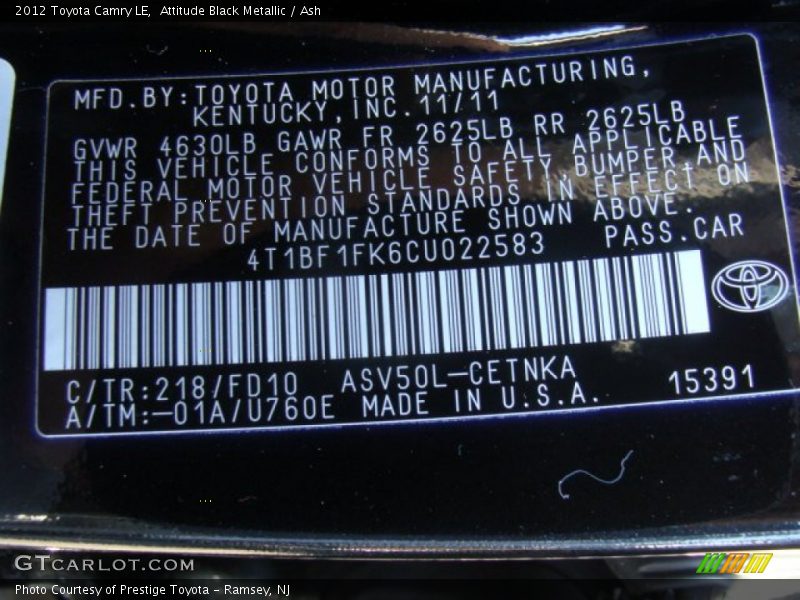 2012 Toyota Camry LE,  Attitude Black Metallic / Ash
MFD.BY:TOYOTA MOTOR MANUFACTURING,
KENTUCKY,INC.11/11
GVWR 4630LB GAWR FR 2625LB RR 2625LB
THIS VEHICLE CONFORMS TO ALL APPLICABLE
FEDERAL MOTOR VEHICLE SAFETY,BUMPER,AND
THEFT PREVENTION STANDARDS IN EFFECT ON
THE DATE OF MANUFACTURE SHOWN ABOVE.
4T1BF1FK6CU022583 PASS.CAR
C/TR:218/FD10 ASV50L-CETNKA 15391
A/TM:-01A/U760E MADE IN U.S.A.
GTCARLOT.COM
Photo Courtesy of Prestige Toyota - Ramsey, NJ